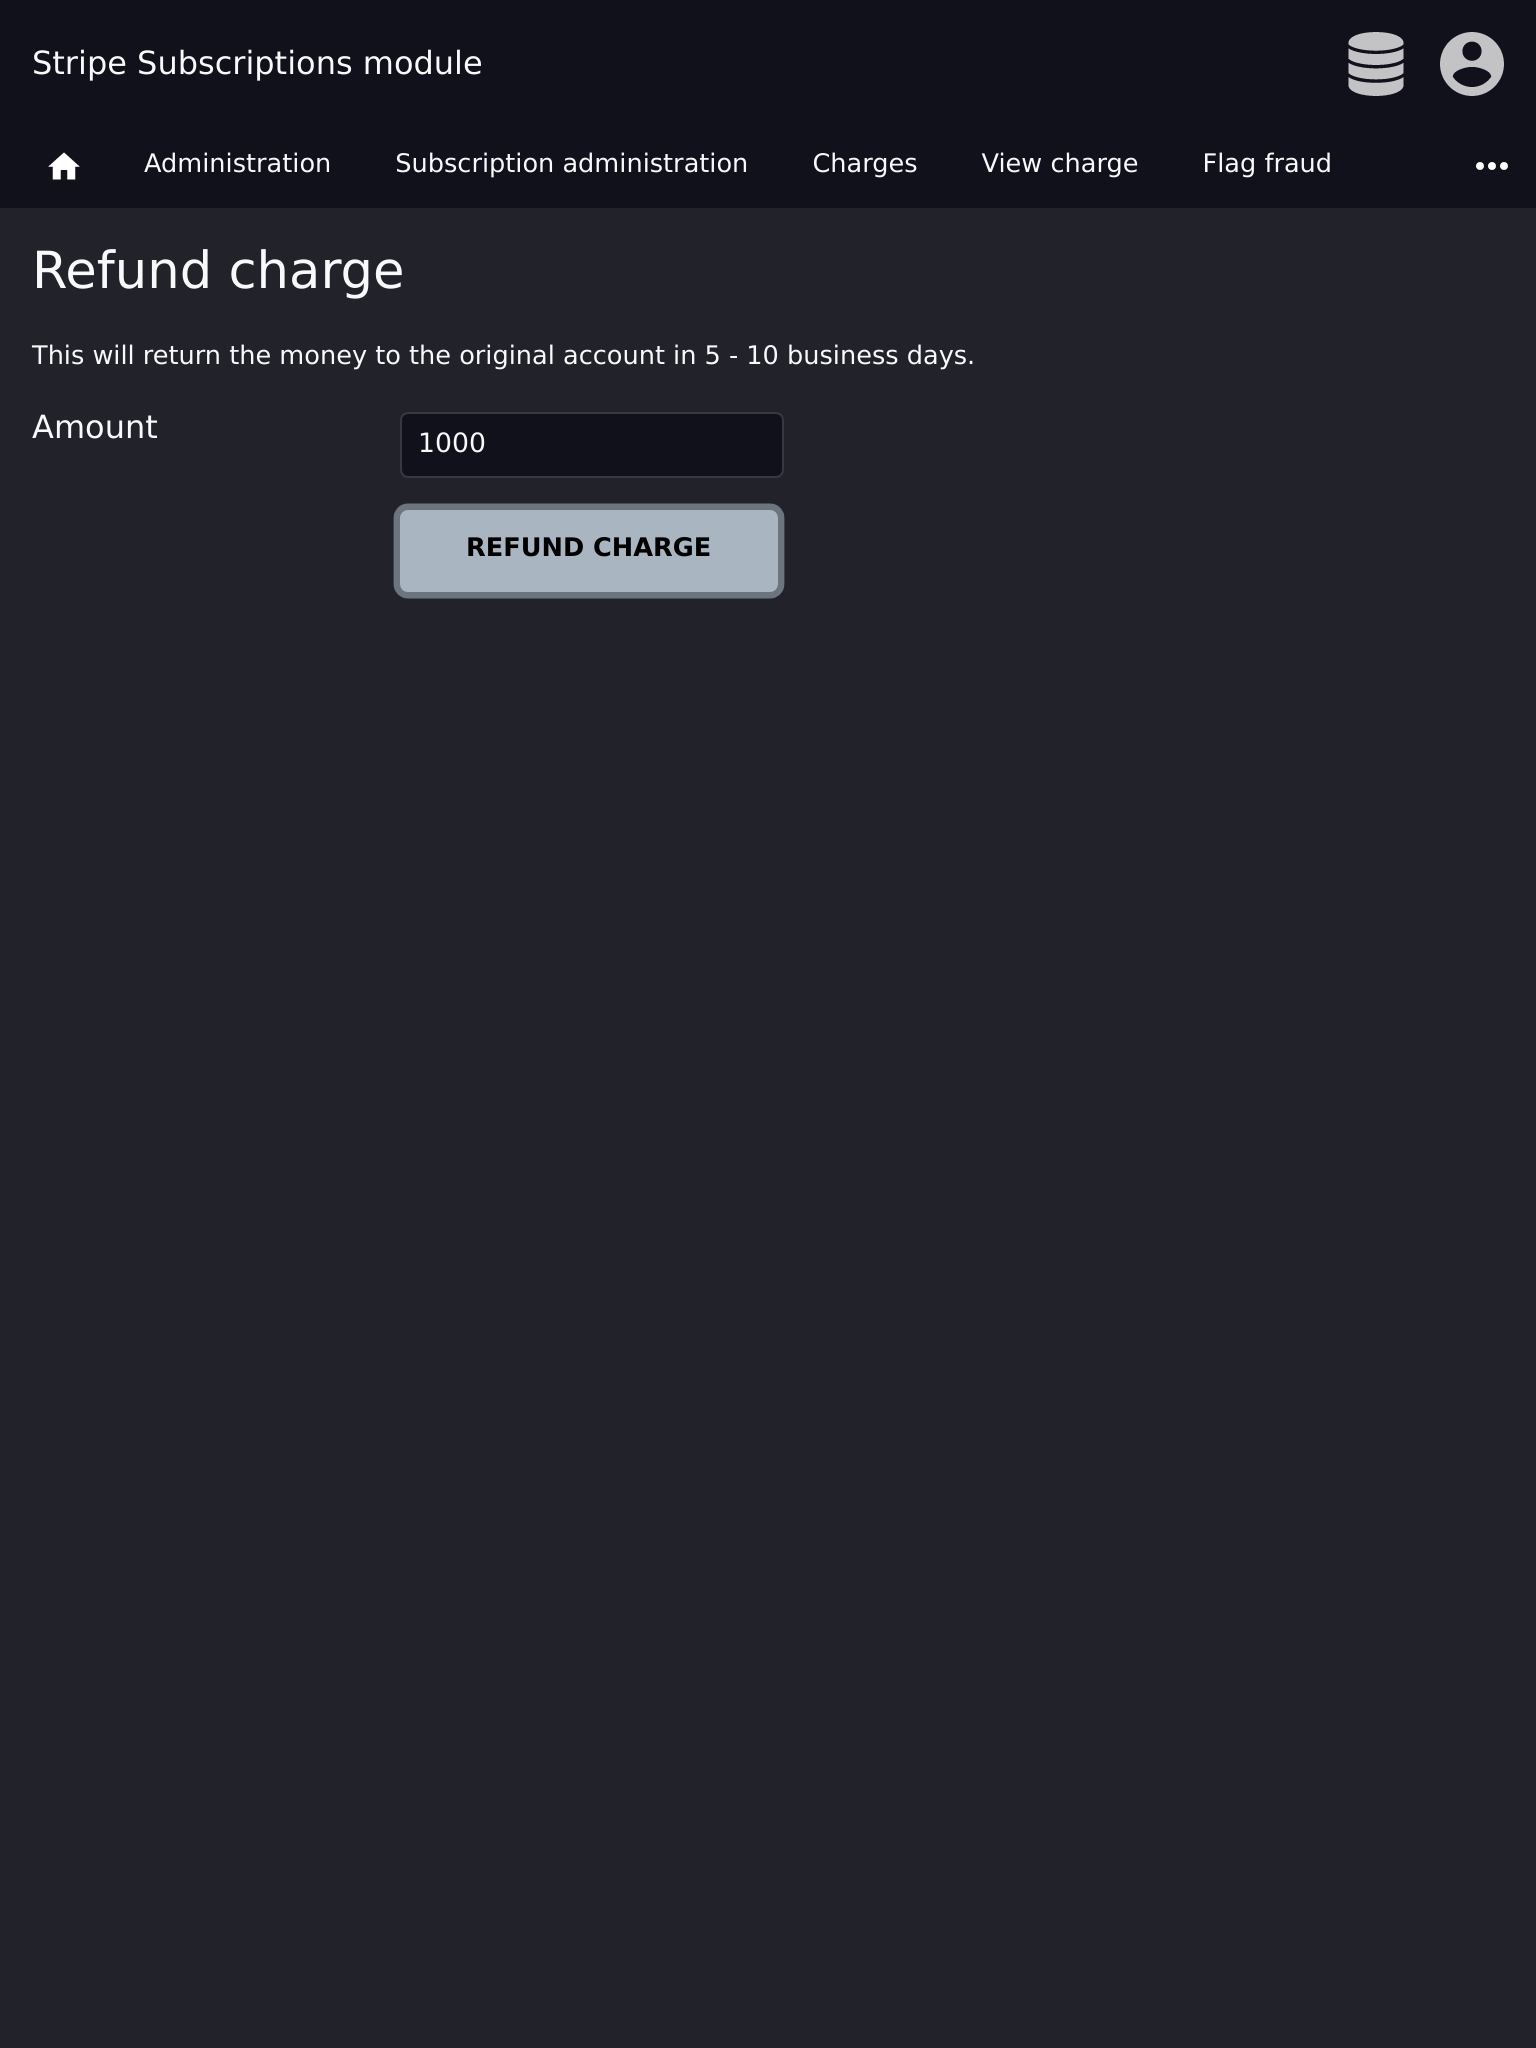 Stripe Subscriptions module
Administration Subscription administration Charges View charge Flag fraud
Refund charge
This will return the money to the original account in 5 - 10 business days.
Amount 1000
REFUND CHARGE